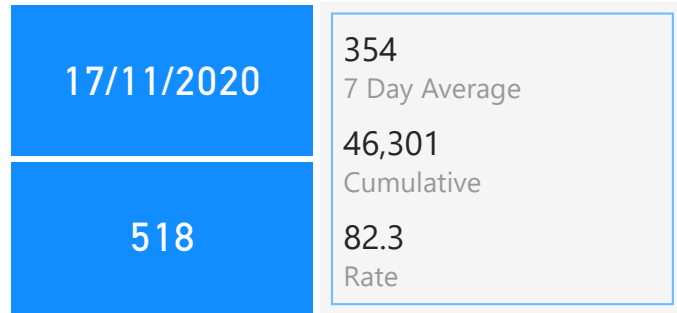 17/11/2020
518
354
7 Day Average
46,301
Cumulative
82.3
Rate